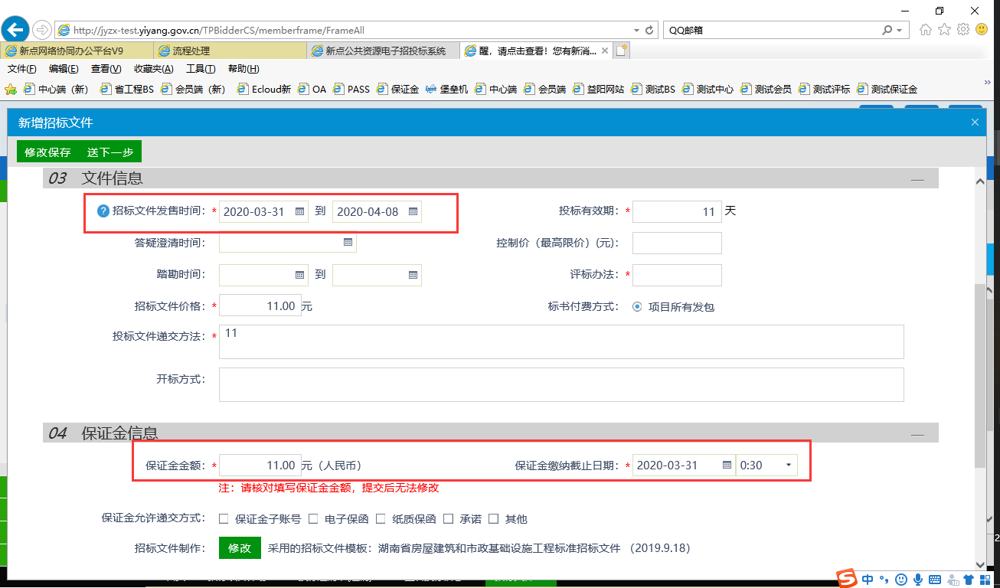 http://jyzx-test.yiyang.gov.cn/TPBidderCS/memberframe/FrameAll
QQ邮箱
新点网络协同办公平台V9
流程处理
新点公共资源电子招投标系统
醒，请点击查看！您有新消...
文件(F) 编辑(E) 查看(V) 收藏夹(A) 工具(T) 帮助(H)
中心端（新） 省工程BS 会员端（新） Ecloud新 OA PASS 保证金 堡垒机 中心端 会员端 益阳网站 测试BS 测试中心 测试会员 测试评标 测试保证金
新增招标文件
修改保存 送下一步
03 文件信息
招标文件发售时间： * 2020-03-31 到 2020-04-08 投标有效期： * 11 天
答疑澄清时间： 控制价（最高限价）(元)：
踏勘时间： 到 评标办法： *
招标文件价格： * 11.00 元 标书付费方式： 项目所有发包
投标文件递交方法： * 11
开标方式：
04 保证金信息
保证金金额： * 11.00 元（人民币） 保证金缴纳截止日期： * 2020-03-31 0:30
注：请核对填写保证金金额，提交后无法修改
保证金允许递交方式： 保证金子账号 电子保函 纸质保函 承诺 其他
招标文件制作： 修改 采用的招标文件模板：湖南省房屋建筑和市政基础设施工程标准招标文件 （2019.9.18）
中